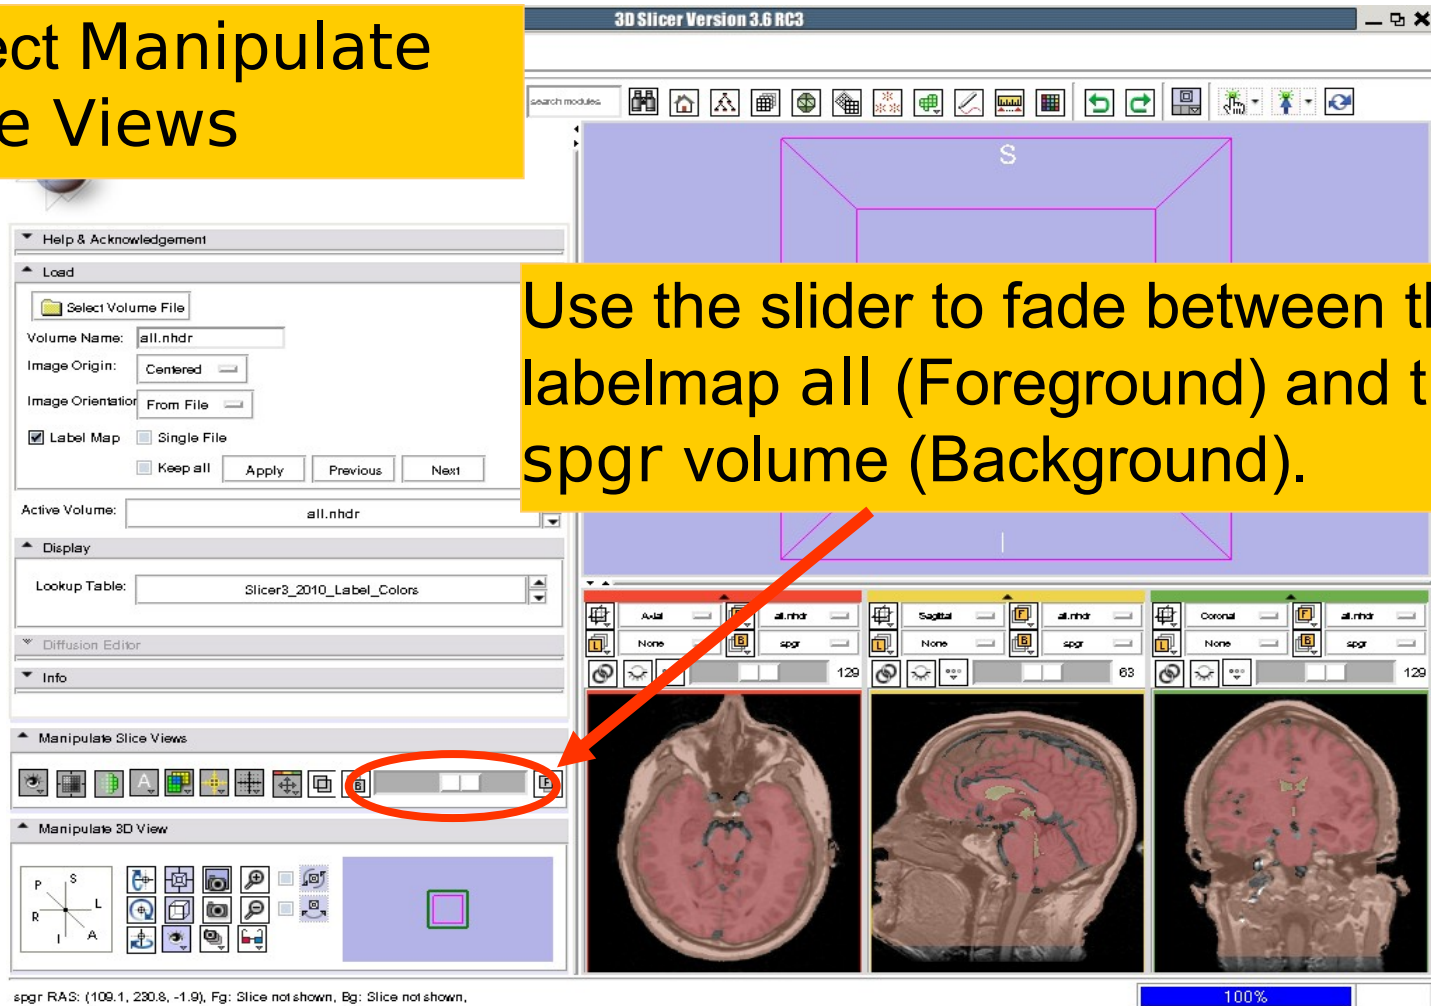 ect Manipulate
e Views
3D Slicer Version 3.6 RC3
search modules
Help & Acknowledgement
Load
Select Volume File
Volume Name: all.nhdr
Image Origin: Centered
Image Orientation From File
Label Map Single File
Keep all Apply Previous Next
Active Volume: all.nhdr
Display
Lookup Table: Slicer3_2010_Label_Colors
Diffusion Editor
Info
Manipulate Slice Views
A B F
Manipulate 3D View
P S
R L
I A
S
Use the slider to fade between th
labelmap all (Foreground) and t
spgr volume (Background).
I
Axial F all.nhdr
L None B spgr
129
Sagittal F all.nhdr
L None B spgr
63
Coronal F all.nhdr
L None B spgr
129
spgr RAS: (109.1, 230.8, -1.9), Fg: Slice not shown, Bg: Slice not shown,
100%